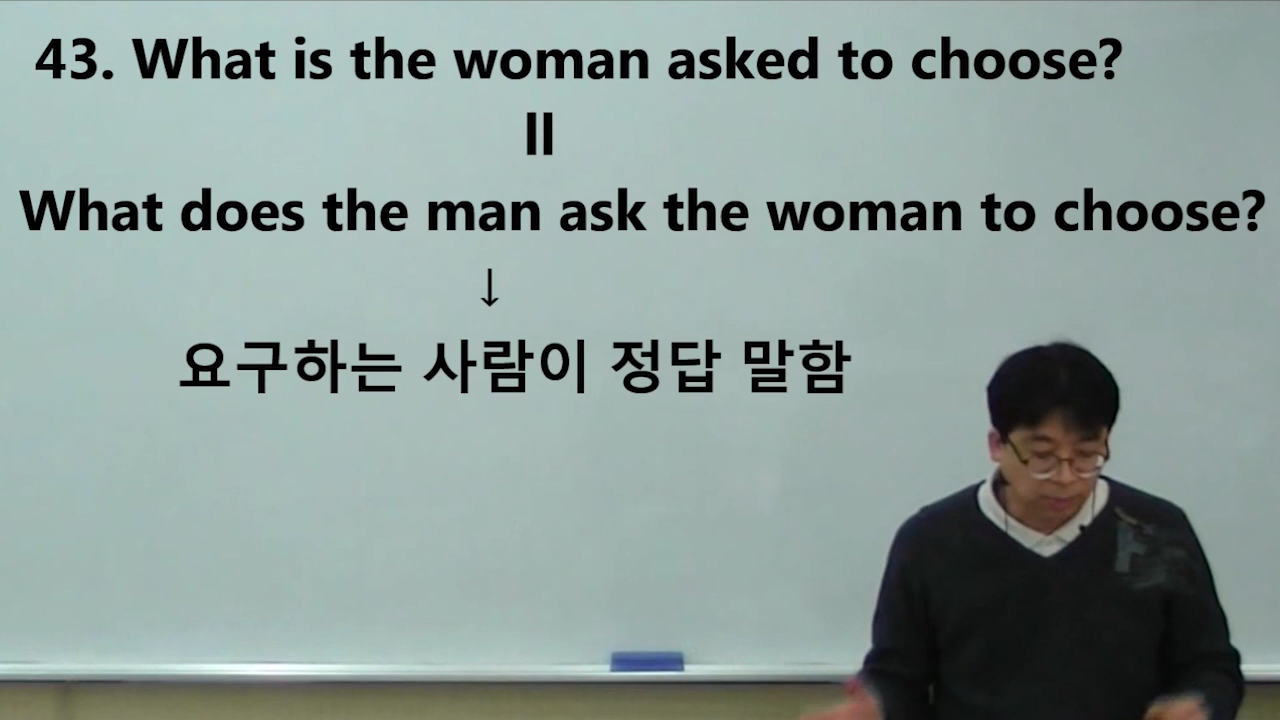 43. What is the woman asked to choose?
=
What does the man ask the woman to choose?
↓
요구하는 사람이 정답 말함